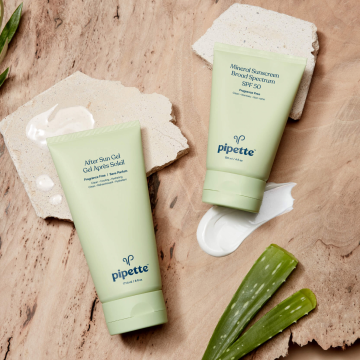 Mineral Sunscreen
Broad Spectrum
SPF 50
Fragrance Free
pipette
After Sun Gel
Gel Après Soleil
Fragrance Free | Sans Parfum
pipette